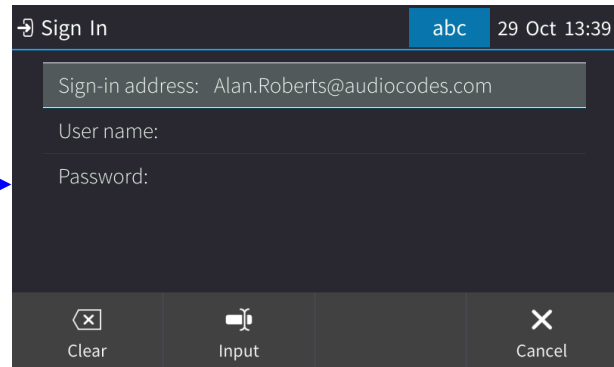 Sign In abc 29 Oct 13:39
Sign-in address: Alan.Roberts@audiocodes.com
User name:
Password:
Clear Input Cancel